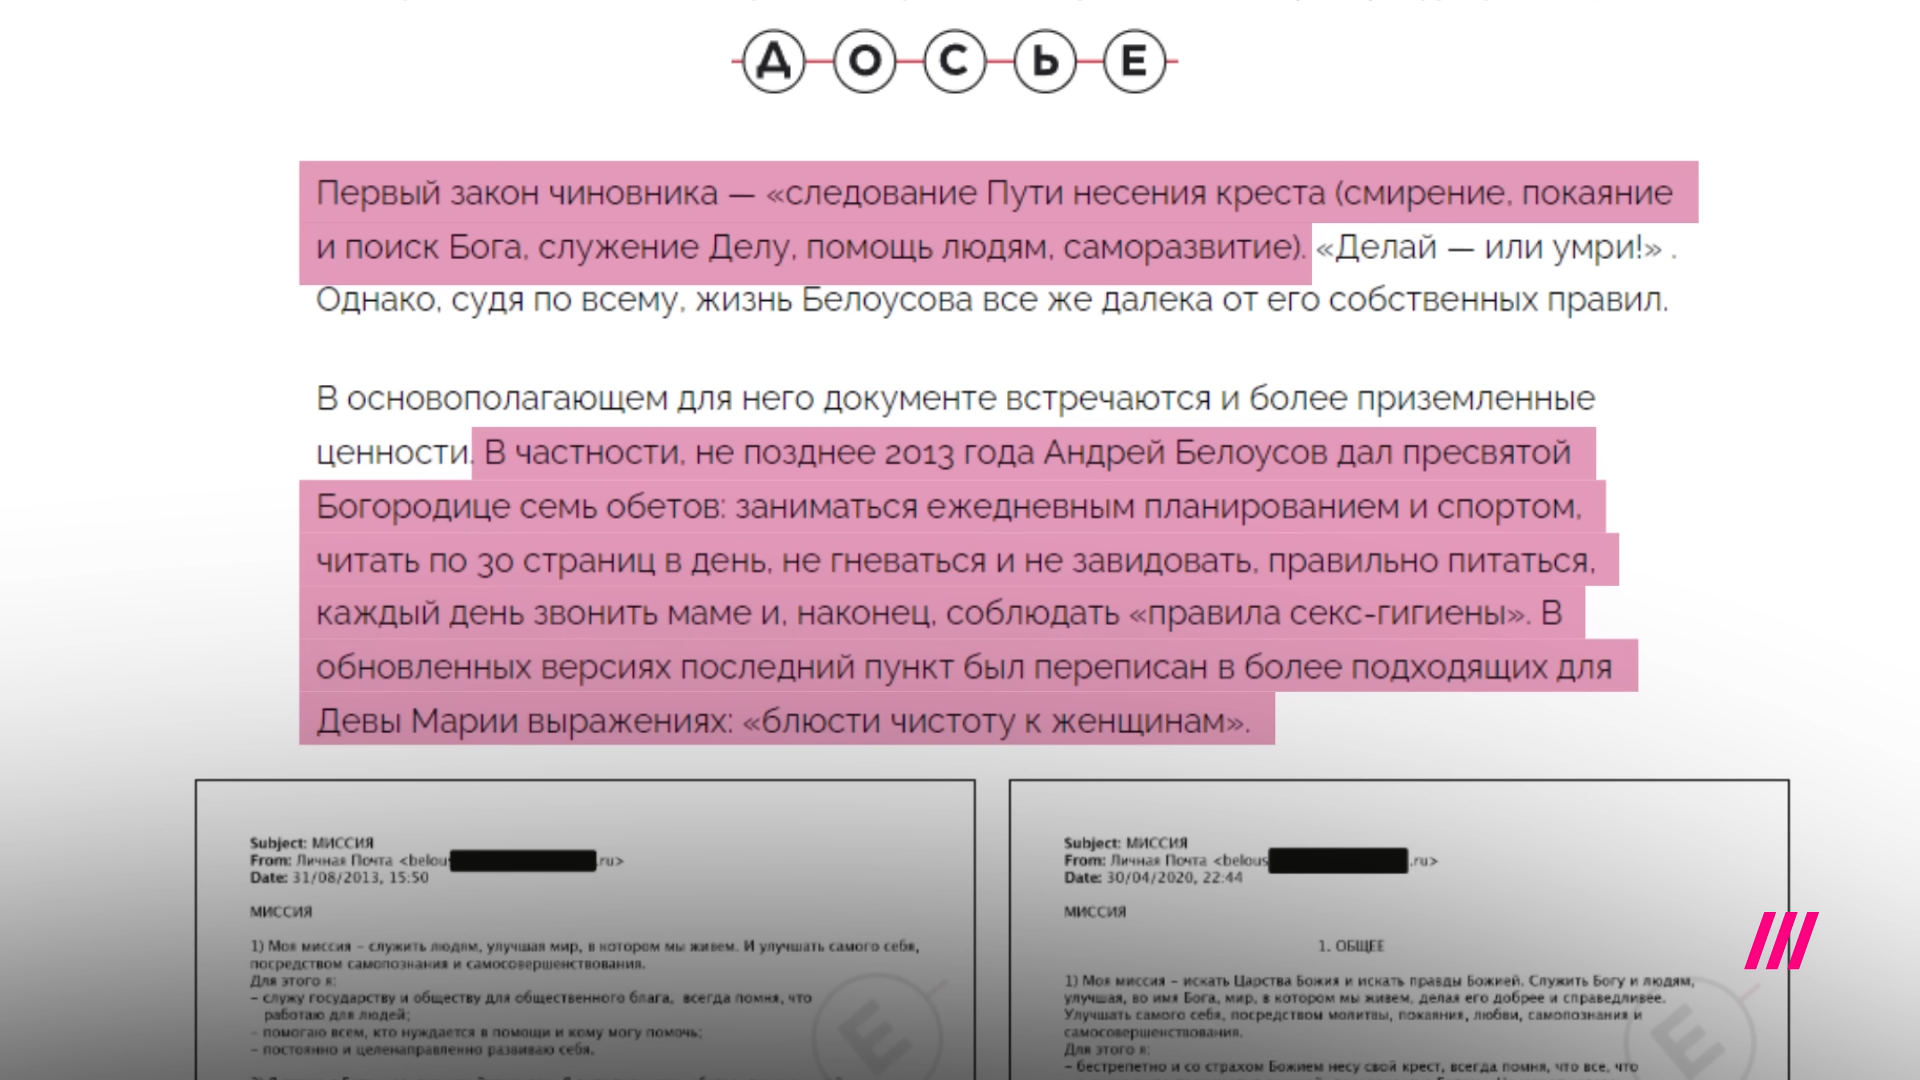 ДОСЬЕ
Первый закон чиновника — «следование Пути несения креста (смирение, покаяние
и поиск Бога, служение Делу, помощь людям, саморазвитие). «Делай — или умри!» .
Однако, судя по всему, жизнь Белоусова все же далека от его собственных правил.
В основополагающем для него документе встречаются и более приземленные
ценности. В частности, не позднее 2013 года Андрей Белоусов дал пресвятой
Богородице семь обетов: заниматься ежедневным планированием и спортом,
читать по 30 страниц в день, не гневаться и не завидовать, правильно питаться,
каждый день звонить маме и, наконец, соблюдать «правила секс-гигиены». В
обновленных версиях последний пункт был переписан в более подходящих для
Девы Марии выражениях: «блюсти чистоту к женщинам».
Subject: МИССИЯ
From: Личная Почта <belou .ru>
Date: 31/08/2013, 15:50
МИССИЯ
1) Моя миссия – служить людям, улучшая мир, в котором мы живем. И улучшать самого себя,
посредством самопознания и самосовершенствования.
Для этого я:
– служу государству и обществу для общественного блага, всегда помня, что
работаю для людей;
– помогаю всем, кто нуждается в помощи и кому могу помочь;
– постоянно и целенаправленно развиваю себя.
Subject: МИССИЯ
From: Личная Почта <belous .ru>
Date: 30/04/2020, 22:44
МИССИЯ
1. ОБЩЕЕ
1) Моя миссия – искать Царства Божия и искать правды Божией. Служить Богу и людям,
улучшая, во имя Бога, мир, в котором мы живем, делая его добрее и справедливее.
Улучшать самого себя, посредством молитвы, покаяния, любви, самопознания и
самосовершенствования.
Для этого я:
– бестрепетно и со страхом Божием несу свой крест, всегда помня, что все, что